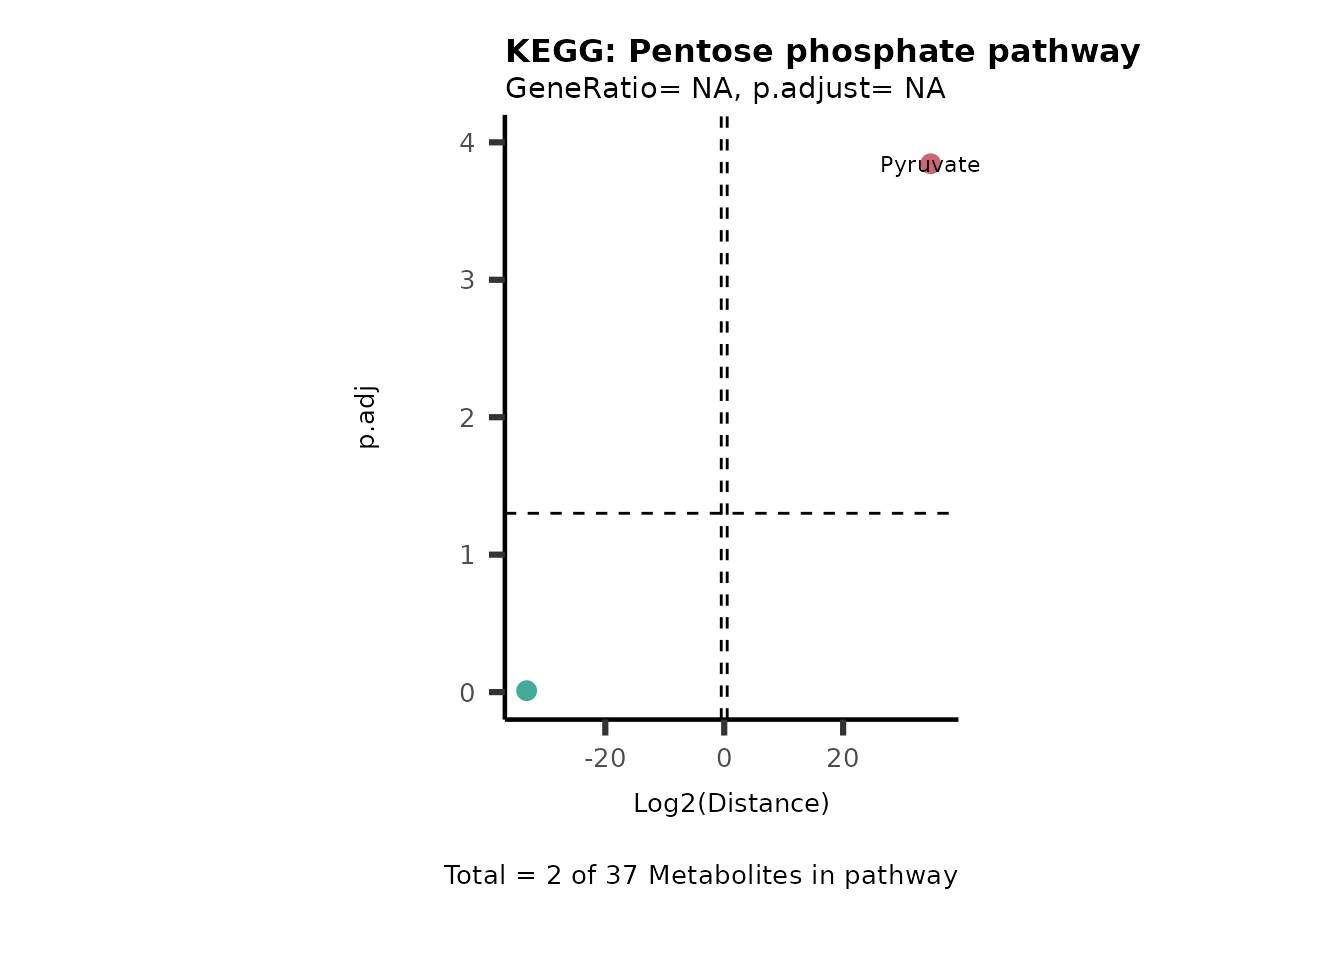 KEGG: Pentose phosphate pathway
GeneRatio= NA, p.adjust= NA
4
Pyruvate
3
p.adj
2
1
0
-20 0 20
Log2(Distance)
Total = 2 of 37 Metabolites in pathway